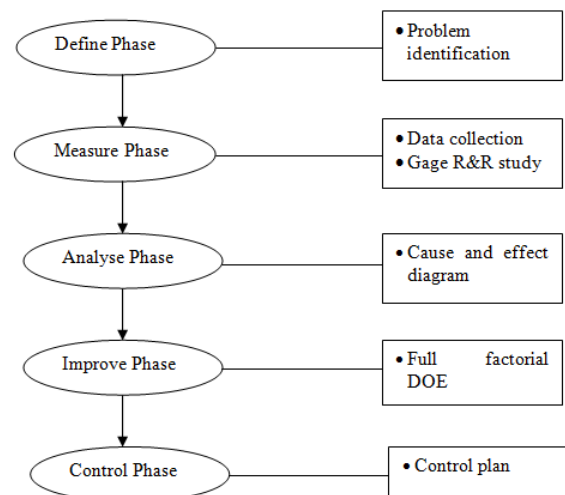 Define Phase
• Problem
identification
Measure Phase
• Data collection
• Gage R&R study
Analyse Phase
• Cause and effect
diagram
Improve Phase
• Full factorial
DOE
Control Phase
• Control plan